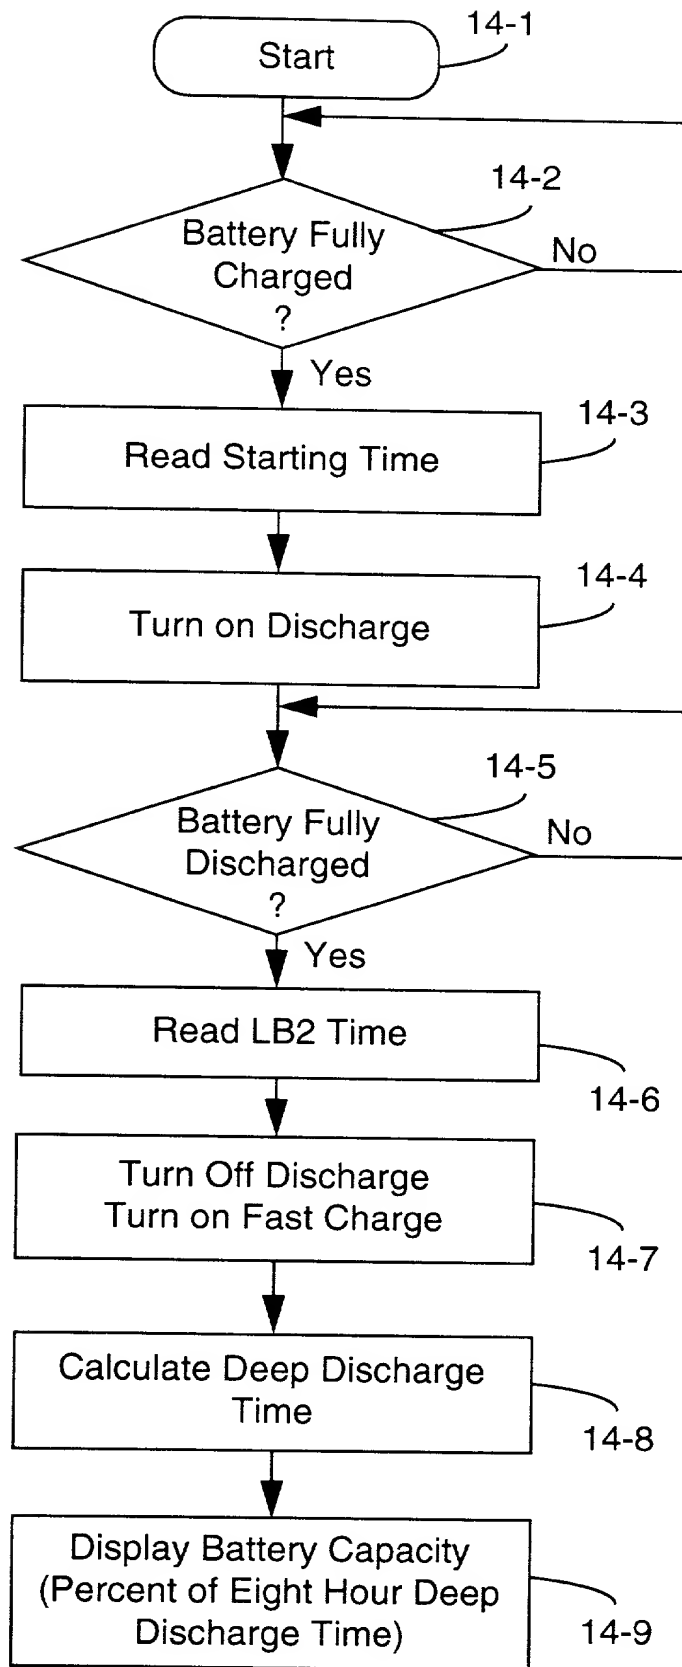 14-1
Start
14-2
Battery Fully
Charged
?
No
Yes
14-3
Read Starting Time
14-4
Turn on Discharge
14-5
Battery Fully
Discharged
?
No
Yes
Read LB2 Time
14-6
Turn Off Discharge
Turn on Fast Charge
14-7
Calculate Deep Discharge
Time
14-8
Display Battery Capacity
(Percent of Eight Hour Deep
Discharge Time)
14-9